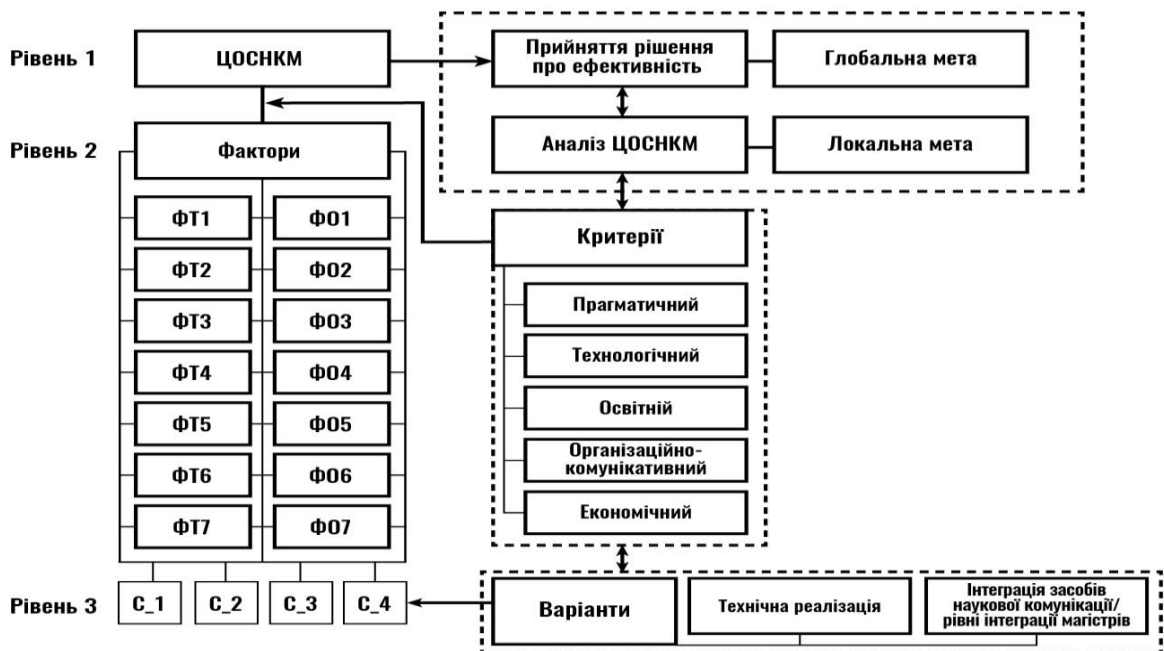 Рівень 1
ЦОСНКМ
Прийняття рішення
про ефективність
Глобальна мета
Рівень 2
Фактори
Аналіз ЦОСНКМ
Локальна мета
ФТ1
ФО1
ФТ2
ФО2
ФТ3
ФО3
ФТ4
ФО4
ФТ5
ФО5
ФТ6
ФО6
ФТ7
ФО7
Критерії
Прагматичний
Технологічний
Освітній
Організаційно-
комунікативний
Економічний
Рівень 3
С_1
С_2
С_3
С_4
Варіанти
Технічна реалізація
Інтеграція засобів
наукової комунікації/
рівні інтеграції магістрів